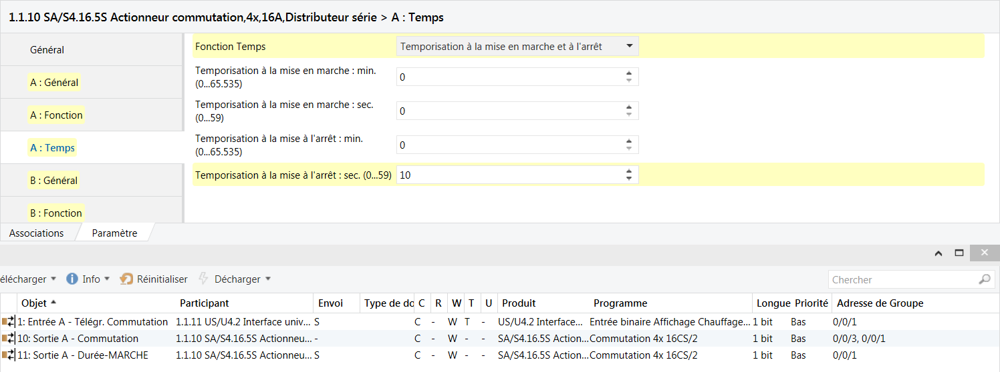 1.1.10 SA/S4.16.5S Actionneur commutation,4x,16A,Distributeur série > A : Temps
Général
A : Général
A : Fonction
A : Temps
B : Général
B : Fonction
Fonction Temps Temporisation à la mise en marche et à l'arrêt
Temporisation à la mise en marche : min.
(0...65.535)
0
Temporisation à la mise en marche : sec.
(0...59)
0
Temporisation à la mise à l'arrêt : min.
(0...65.535)
0
Temporisation à la mise à l'arrêt : sec. (0...59) 10
Associations Paramètre
élécharger Info Réinitialiser Décharger Chercher
Objet Participant Envoi Type de do C R W T U Produit Programme Longue Priorité Adresse de Groupe
1: Entrée A - Télégr. Commutation 1.1.11 US/U4.2 Interface univ... S C - W T - US/U4.2 Interface... Entrée binaire Affichage Chauffage... 1 bit Bas 0/0/1
10: Sortie A - Commutation 1.1.10 SA/S4.16.5S Actionneu... - C - W - - SA/S4.16.5S Action... Commutation 4x 16CS/2 1 bit Bas 0/0/3, 0/0/1
11: Sortie A - Durée-MARCHE 1.1.10 SA/S4.16.5S Actionneu... S C - W - - SA/S4.16.5S Action... Commutation 4x 16CS/2 1 bit Bas 0/0/1